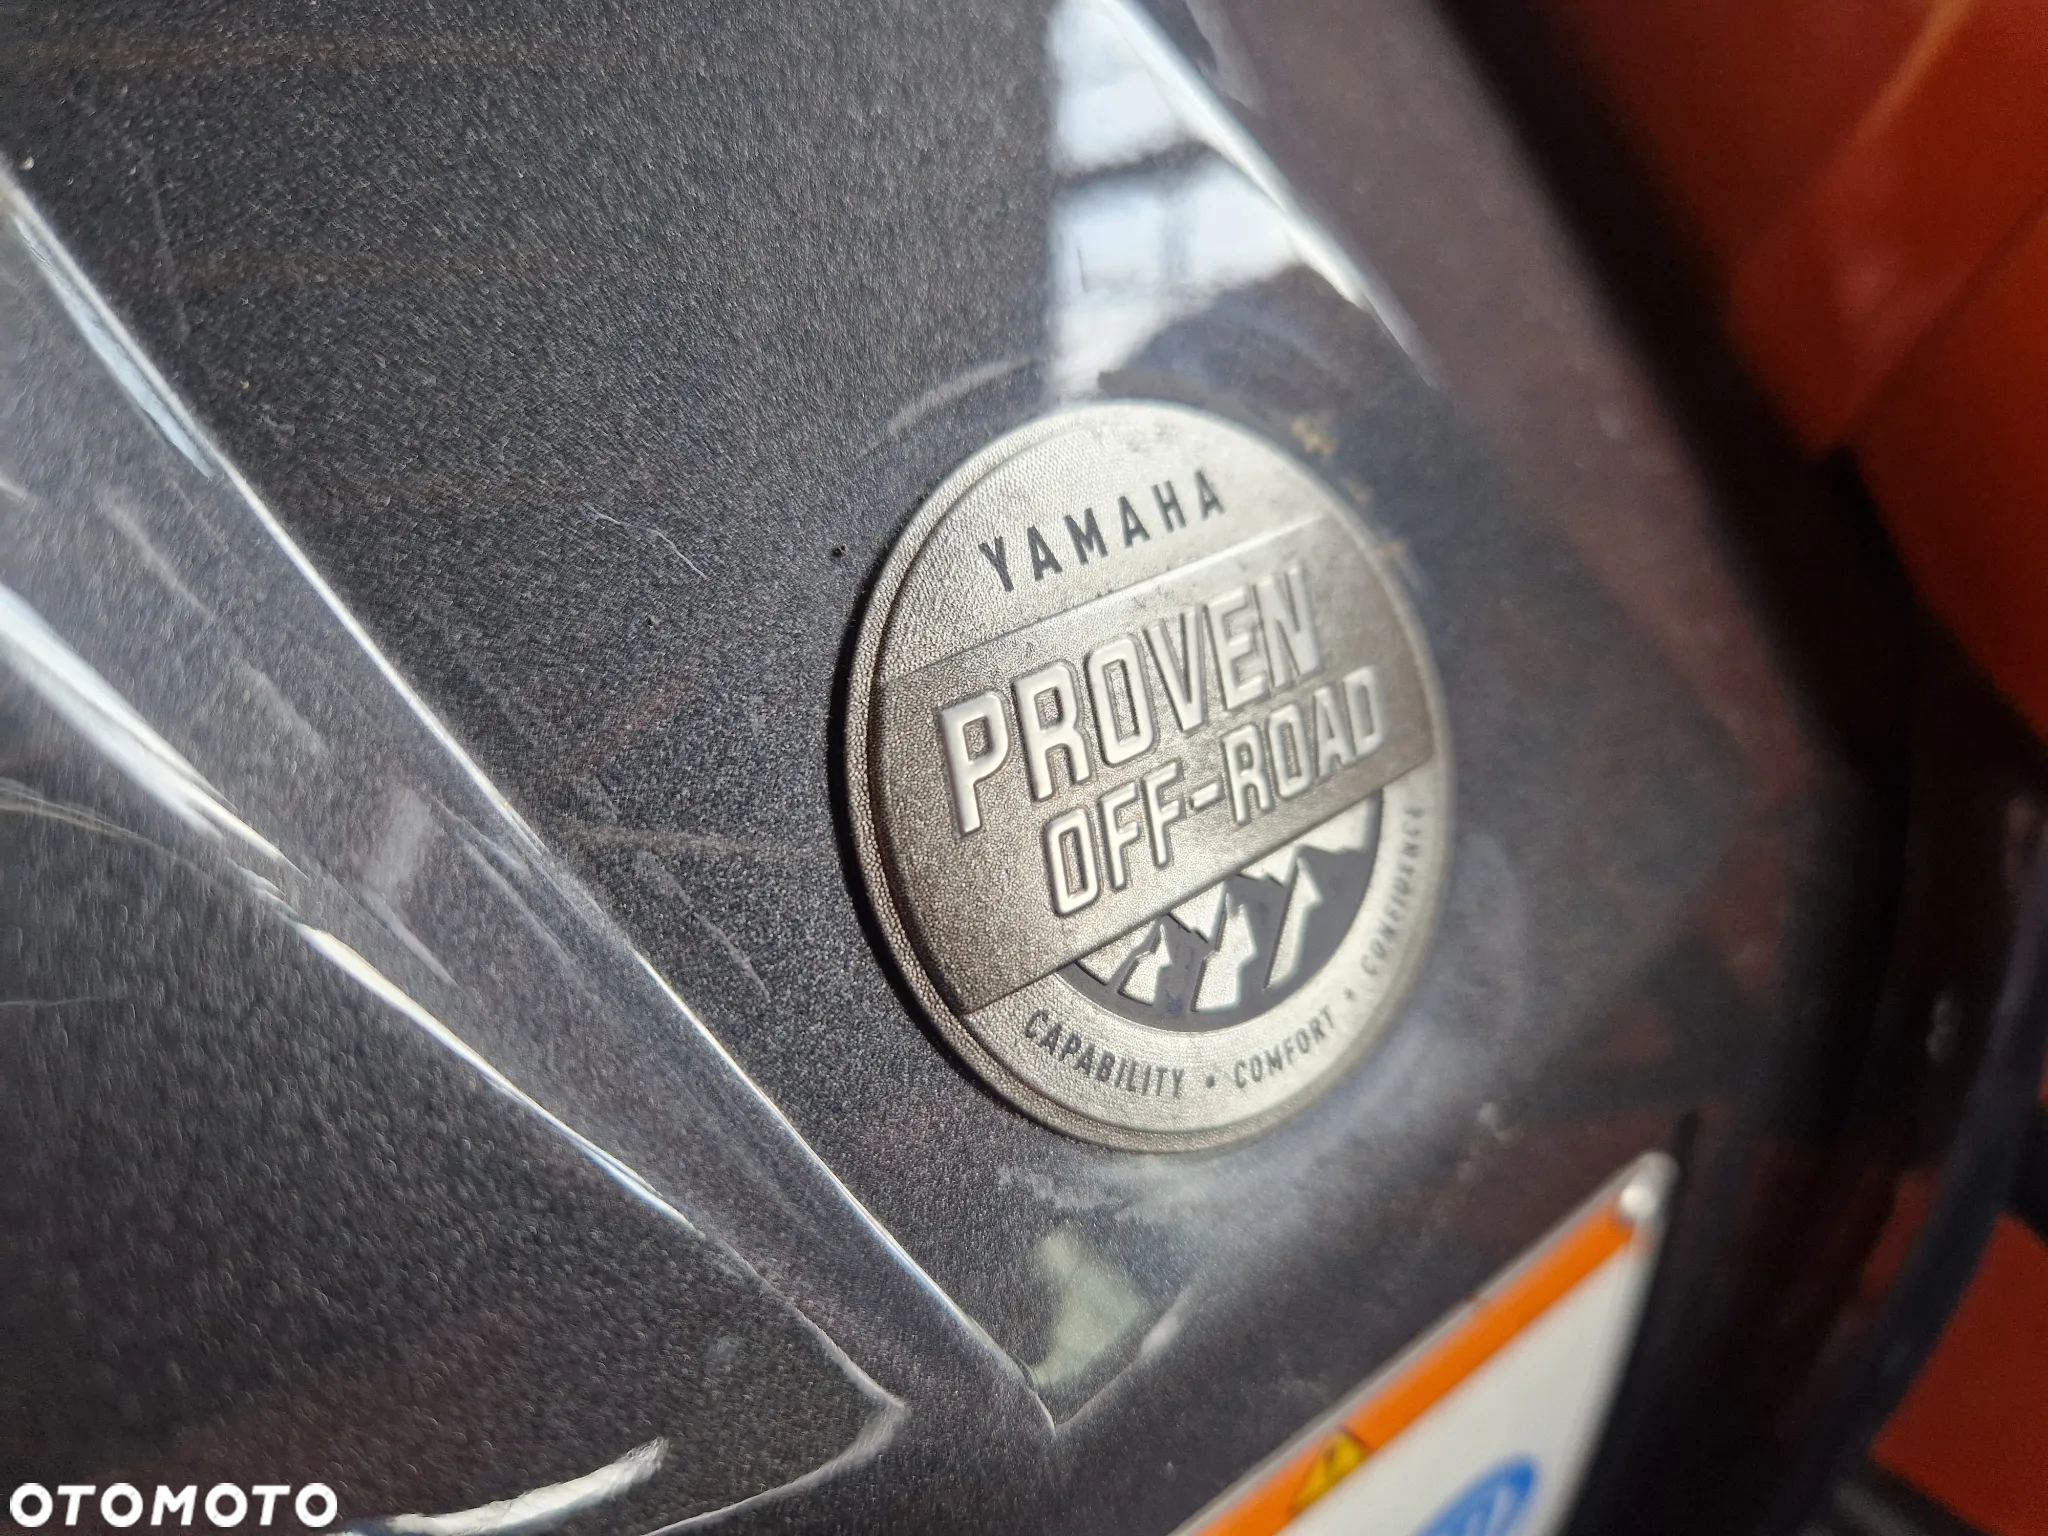 YAMAHA
PROVEN
OFF-ROAD
CAPABILITY • COMFORT • CONFIDENCE
OTOMOTO